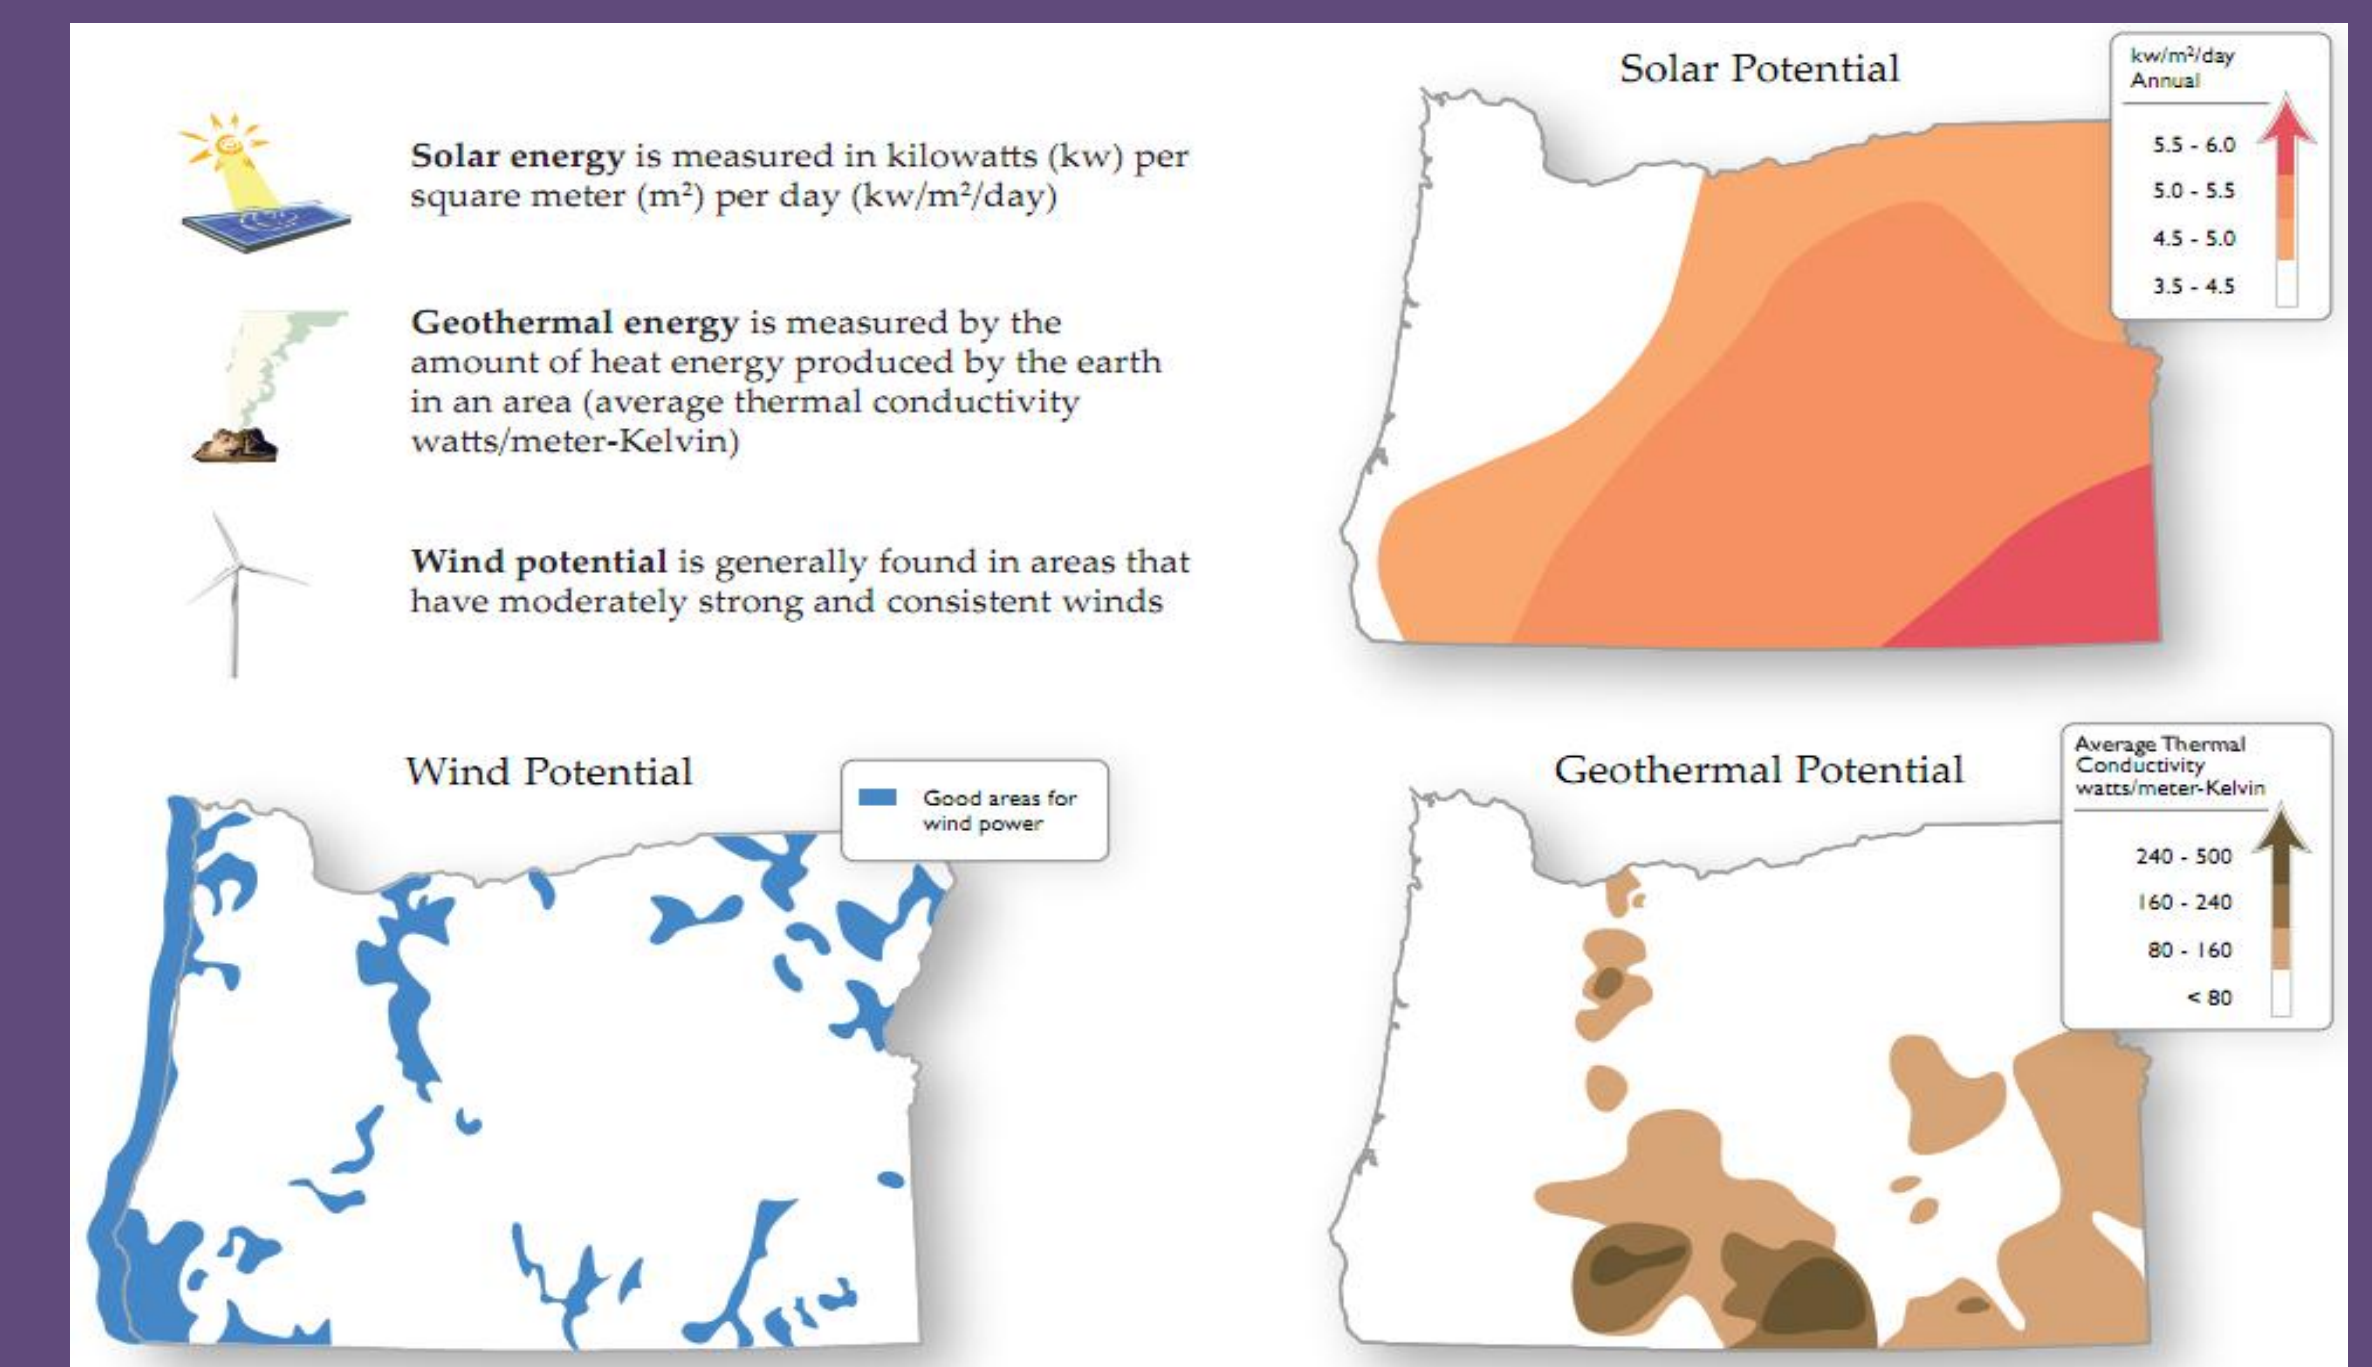 Solar energy is measured in kilowatts (kw) per
square meter (m²) per day (kw/m²/day)
Geothermal energy is measured by the
amount of heat energy produced by the earth
in an area (average thermal conductivity
watts/meter-Kelvin)
Wind potential is generally found in areas that
have moderately strong and consistent winds
Solar Potential
kw/m²/day
Annual
5.5 - 6.0
5.0 - 5.5
4.5 - 5.0
3.5 - 4.5
Wind Potential
Good areas for
wind power
Geothermal Potential
Average Thermal
Conductivity
watts/meter-Kelvin
240 - 500
160 - 240
80 - 160
< 80